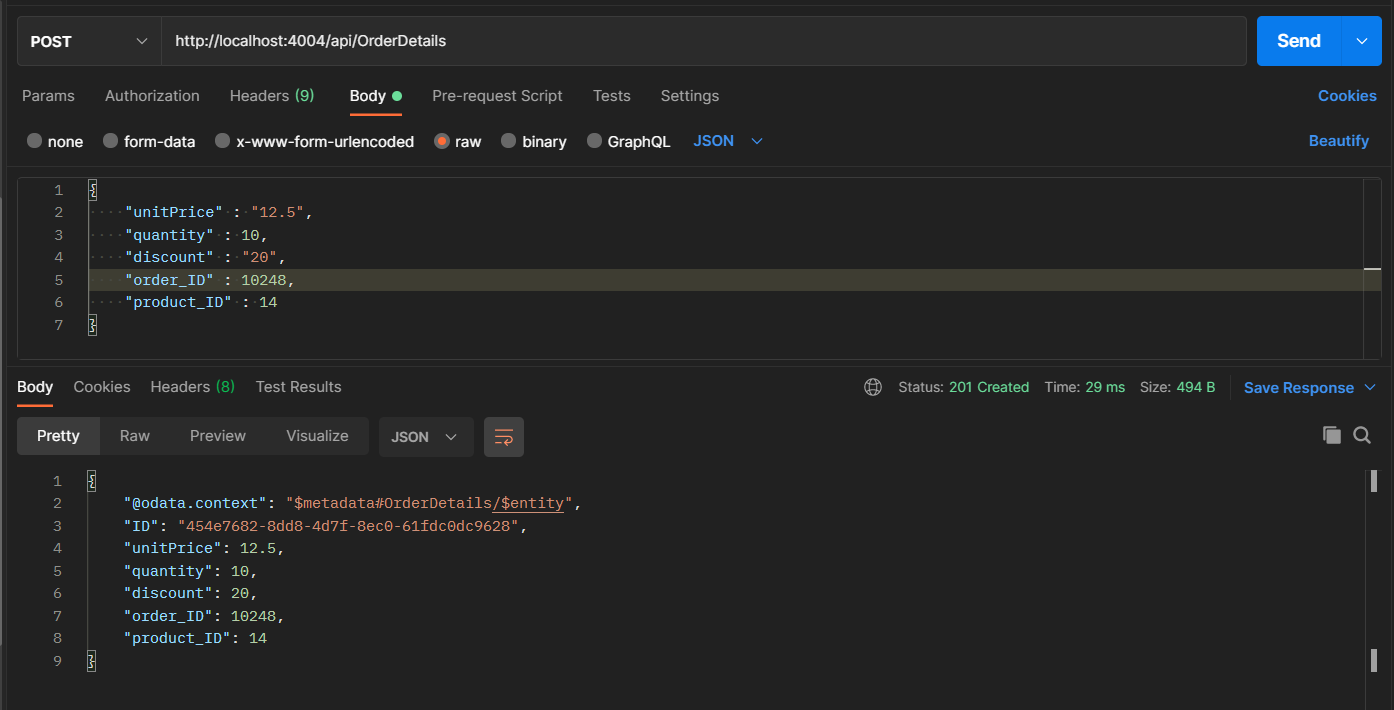 POST http://localhost:4004/api/OrderDetails Send
Params Authorization Headers (9) Body Pre-request Script Tests Settings Cookies
none form-data x-www-form-urlencoded raw binary GraphQL JSON Beautify
1 {
2 ····"unitPrice"·:·"12.5",
3 ····"quantity"·:·10,
4 ····"discount"·:·"20",
5 ····"order_ID"·:·10248,
6 ····"product_ID"·:·14
7 }
Body Cookies Headers (8) Test Results Status: 201 Created Time: 29 ms Size: 494 B Save Response
Pretty Raw Preview Visualize JSON
1 {
2 "@odata.context": "$metadata#OrderDetails/$entity",
3 "ID": "454e7682-8dd8-4d7f-8ec0-61fdc0dc9628",
4 "unitPrice": 12.5,
5 "quantity": 10,
6 "discount": 20,
7 "order_ID": 10248,
8 "product_ID": 14
9 }